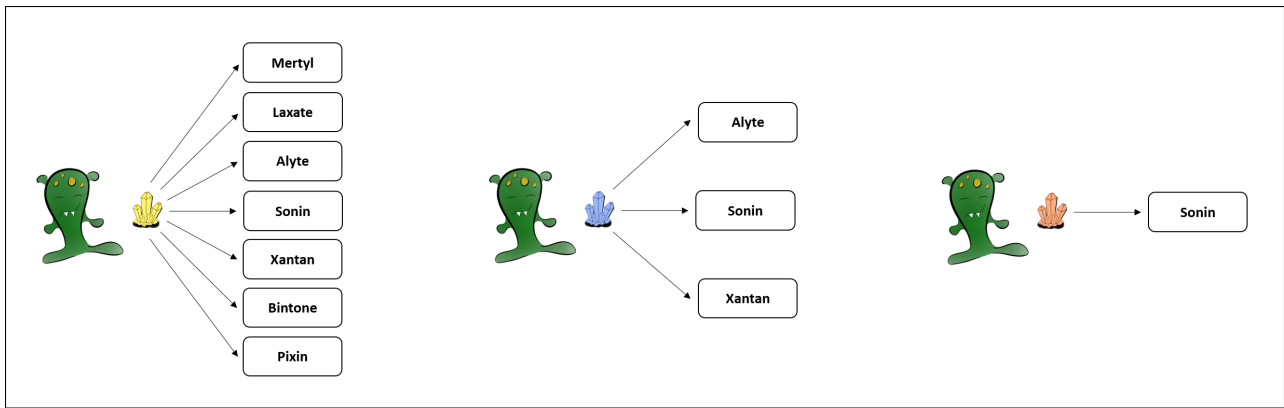 Mertyl
Laxate
Alyte
Sonin
Xantan
Bintone
Pixin
Alyte
Sonin
Xantan
Sonin